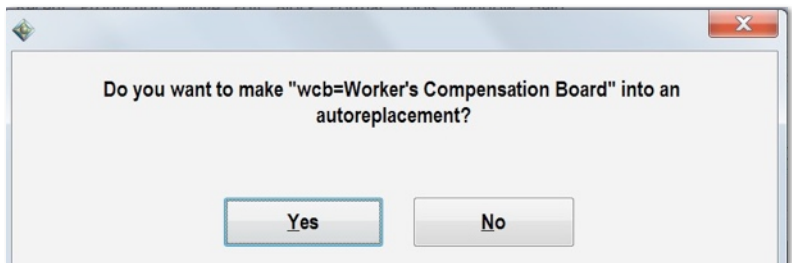 Do you want to make "wcb=Worker's Compensation Board" into an
autoreplacement?
Yes
No